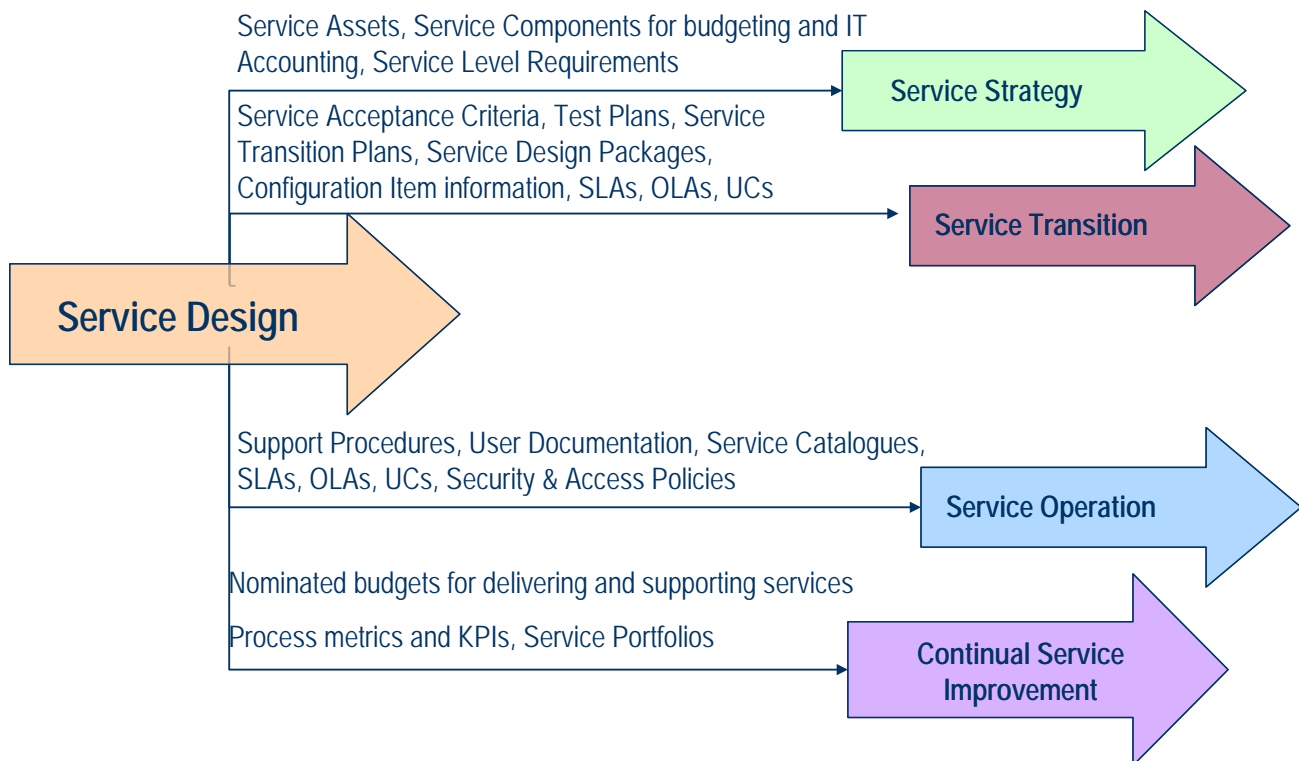 Service Assets, Service Components for budgeting and IT
Accounting, Service Level Requirements
Service Strategy
Service Acceptance Criteria, Test Plans, Service
Transition Plans, Service Design Packages,
Configuration Item information, SLAs, OLAs, UCs
Service Transition
Service Design
Support Procedures, User Documentation, Service Catalogues,
SLAs, OLAs, UCs, Security & Access Policies
Service Operation
Nominated budgets for delivering and supporting services
Process metrics and KPIs, Service Portfolios
Continual Service
Improvement